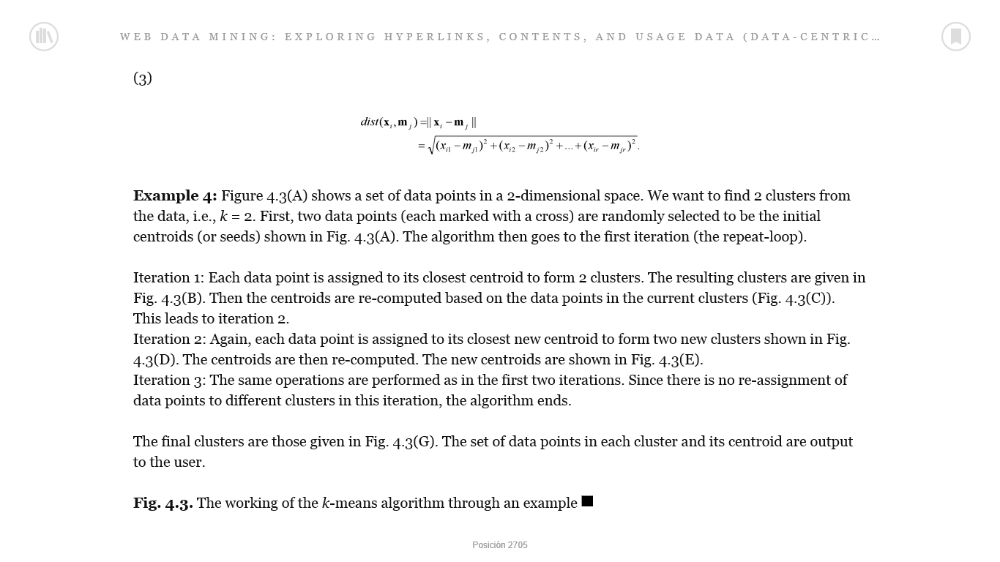 WEB DATA MINING: EXPLORING HYPERLINKS, CONTENTS, AND USAGE DATA (DATA-CENTRIC…
(3)
dist(𝐱ᵢ, 𝐦ⱼ) =|| 𝐱ᵢ − 𝐦ⱼ ||
= √(xᵢ₁ − mⱼ₁)² + (xᵢ₂ − mⱼ₂)² + ... + (xᵢᵣ − mⱼᵣ)² .
Example 4: Figure 4.3(A) shows a set of data points in a 2-dimensional space. We want to find 2 clusters from
the data, i.e., k = 2. First, two data points (each marked with a cross) are randomly selected to be the initial
centroids (or seeds) shown in Fig. 4.3(A). The algorithm then goes to the first iteration (the repeat-loop).
Iteration 1: Each data point is assigned to its closest centroid to form 2 clusters. The resulting clusters are given in
Fig. 4.3(B). Then the centroids are re-computed based on the data points in the current clusters (Fig. 4.3(C)).
This leads to iteration 2.
Iteration 2: Again, each data point is assigned to its closest new centroid to form two new clusters shown in Fig.
4.3(D). The centroids are then re-computed. The new centroids are shown in Fig. 4.3(E).
Iteration 3: The same operations are performed as in the first two iterations. Since there is no re-assignment of
data points to different clusters in this iteration, the algorithm ends.
The final clusters are those given in Fig. 4.3(G). The set of data points in each cluster and its centroid are output
to the user.
Fig. 4.3. The working of the k-means algorithm through an example ■
Posición 2705